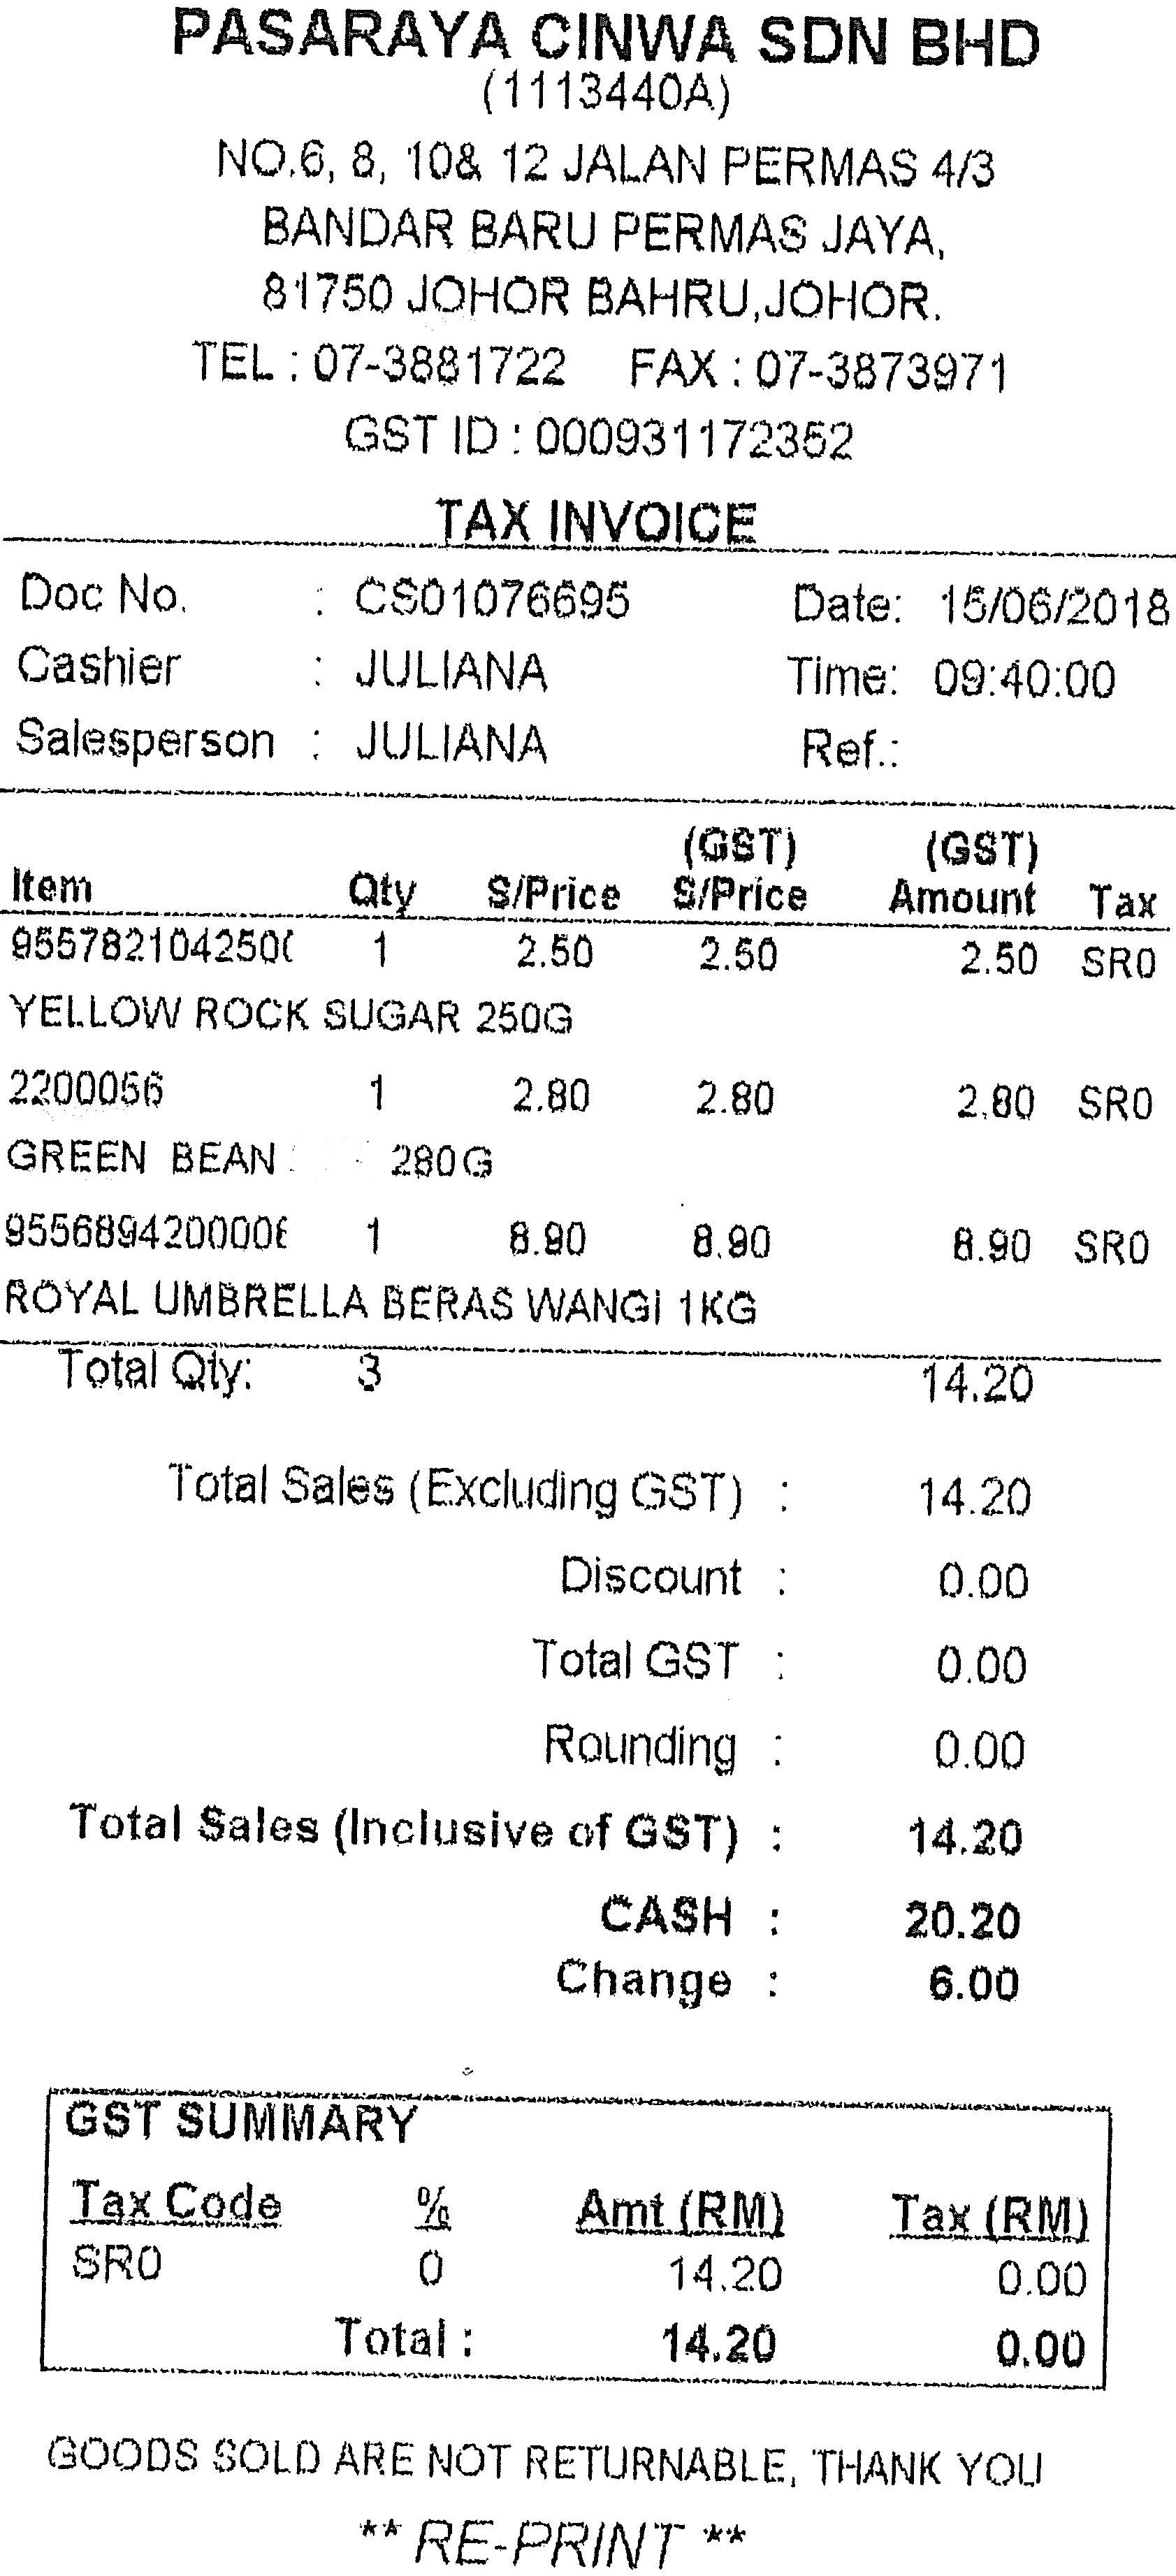 PASARAYA CINWA SDN BHD
(1113440A)
NO.6, 8, 10& 12 JALAN PERMAS 4/3
BANDAR BARU PERMAS JAYA,
81750 JOHOR BAHRU,JOHOR.
TEL : 07-3881722 FAX : 07-3873971
GST ID : 000931172352
TAX INVOICE
Doc No. : CS01076695 Date: 15/06/2018
Cashier : JULIANA Time: 09:40:00
Salesperson : JULIANA Ref.:
(GST) (GST)
Item Qty S/Price S/Price Amount Tax
955782104250 1 2.50 2.50 2.50 SR0
YELLOW ROCK SUGAR 250G
2200056 1 2.80 2.80 2.80 SR0
GREEN BEAN 280G
955689420000 1 8.90 8.90 8.90 SR0
ROYAL UMBRELLA BERAS WANGI 1KG
Total Qty: 3 14.20
Total Sales (Excluding GST) : 14.20
Discount : 0.00
Total GST : 0.00
Rounding : 0.00
Total Sales (Inclusive of GST) : 14.20
CASH : 20.20
Change : 6.00
GST SUMMARY
Tax Code % Amt (RM) Tax (RM)
SR0 0 14.20 0.00
Total : 14.20 0.00
GOODS SOLD ARE NOT RETURNABLE, THANK YOU
** RE-PRINT **